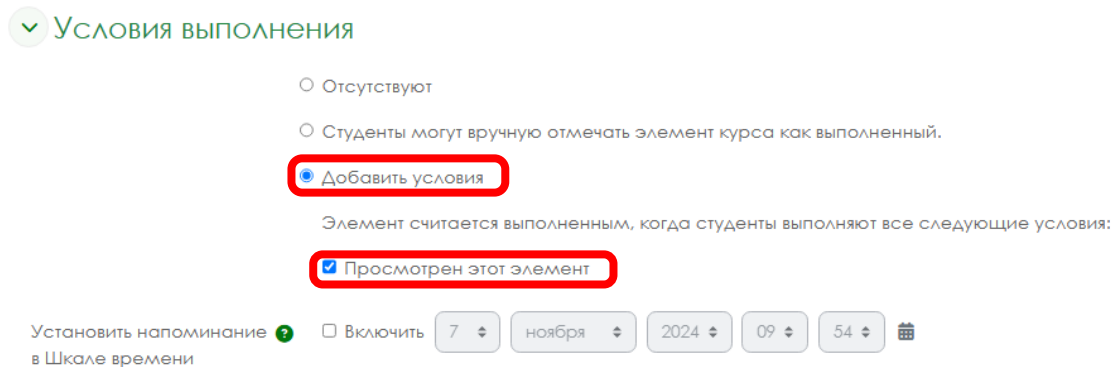 Условия выполнения
Отсутствуют
Студенты могут вручную отмечать элемент курса как выполненный.
Добавить условия
Элемент считается выполненным, когда студенты выполняют все следующие условия:
Просмотрен этот элемент
Установить напоминание ? Включить 7 ноября 2024 09 54
в Шкале времени